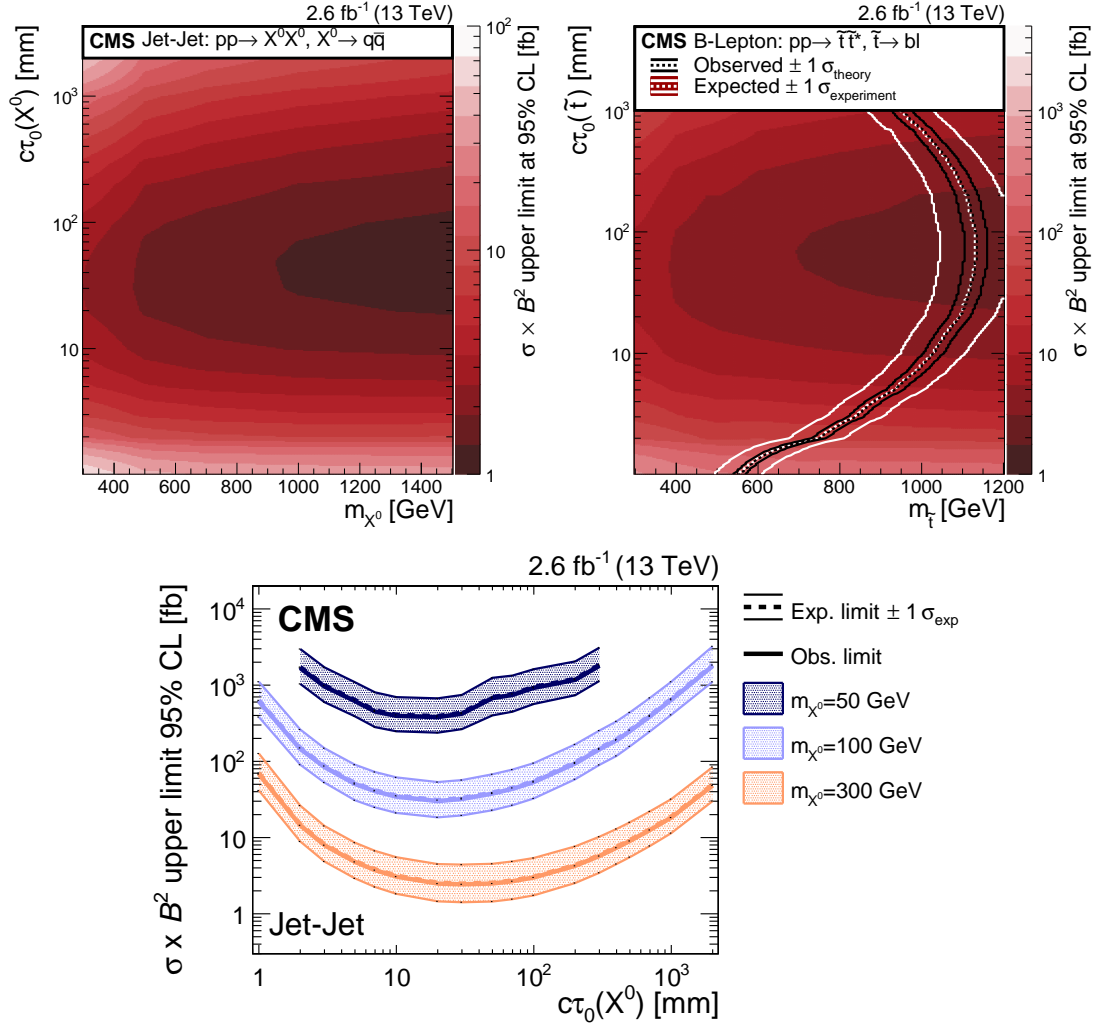 2.6 fb⁻¹ (13 TeV)
CMS Jet-Jet: pp→ X⁰X⁰, X⁰→ qq̅
cτ₀(X⁰) [mm]
10³
10²
10
400 600 800 1000 1200 1400
m_X⁰ [GeV]
10²
10
1
σ × B² upper limit at 95% CL [fb]
2.6 fb⁻¹ (13 TeV)
CMS B-Lepton: pp→ t̃ t̃*, t̃→ bl
Observed ± 1 σ_theory
Expected ± 1 σ_experiment
cτ₀(t̃) [mm]
10³
10²
10
400 600 800 1000 1200
m_t̃ [GeV]
10³
10²
10
1
σ × B² upper limit at 95% CL [fb]
2.6 fb⁻¹ (13 TeV)
CMS
σ x B² upper limit 95% CL [fb]
10⁴
10³
10²
10
1
Jet-Jet
1 10 10² 10³
cτ₀(X⁰) [mm]
Exp. limit ± 1 σ_exp
Obs. limit
m_X⁰=50 GeV
m_X⁰=100 GeV
m_X⁰=300 GeV